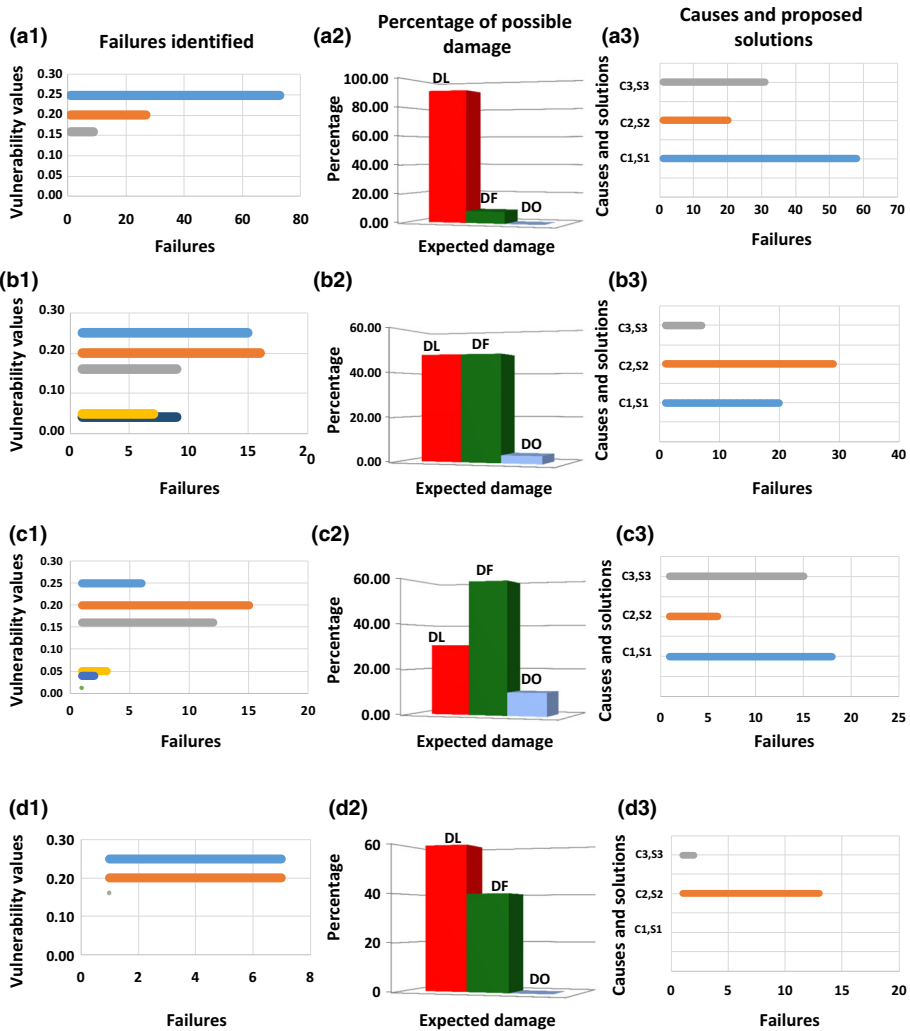 (a1)
Failures identified
Vulnerability values
0.30
0.25
0.20
0.15
0.10
0.05
0.00
0
20
40
60
80
Failures
(a2)
Percentage of possible
damage
Percentage
100.00
80.00
60.00
40.00
20.00
0.00
DL
DF
DO
Expected damage
(a3)
Causes and proposed
solutions
Causes and solutions
C3,S3
C2,S2
C1,S1
0
10
20
30
40
50
60
70
Failures
(b1)
Vulnerability values
0.30
0.20
0.10
0.00
0
5
10
15
2
0
Failures
(b2)
Percentage
60.00
40.00
20.00
0.00
DL
DF
DO
Expected damage
(b3)
Causes and solutions
C3,S3
C2,S2
C1,S1
0
10
20
30
40
Failures
(c1)
Vulnerability values
0.30
0.25
0.20
0.15
0.10
0.05
0.00
0
5
10
15
20
Failures
(c2)
Percentage
60.00
40.00
20.00
0.00
DL
DF
DO
Expected damage
(c3)
Causes and solutions
C3,S3
C2,S2
C1,S1
0
5
10
15
20
25
Failures
(d1)
Vulnerability values
0.30
0.20
0.10
0.00
0
2
4
6
8
Failures
(d2)
Percentage
60
40
20
0
DL
DF
DO
Expected damage
(d3)
Causes and solutions
C3,S3
C2,S2
C1,S1
0
5
10
15
20
Failures